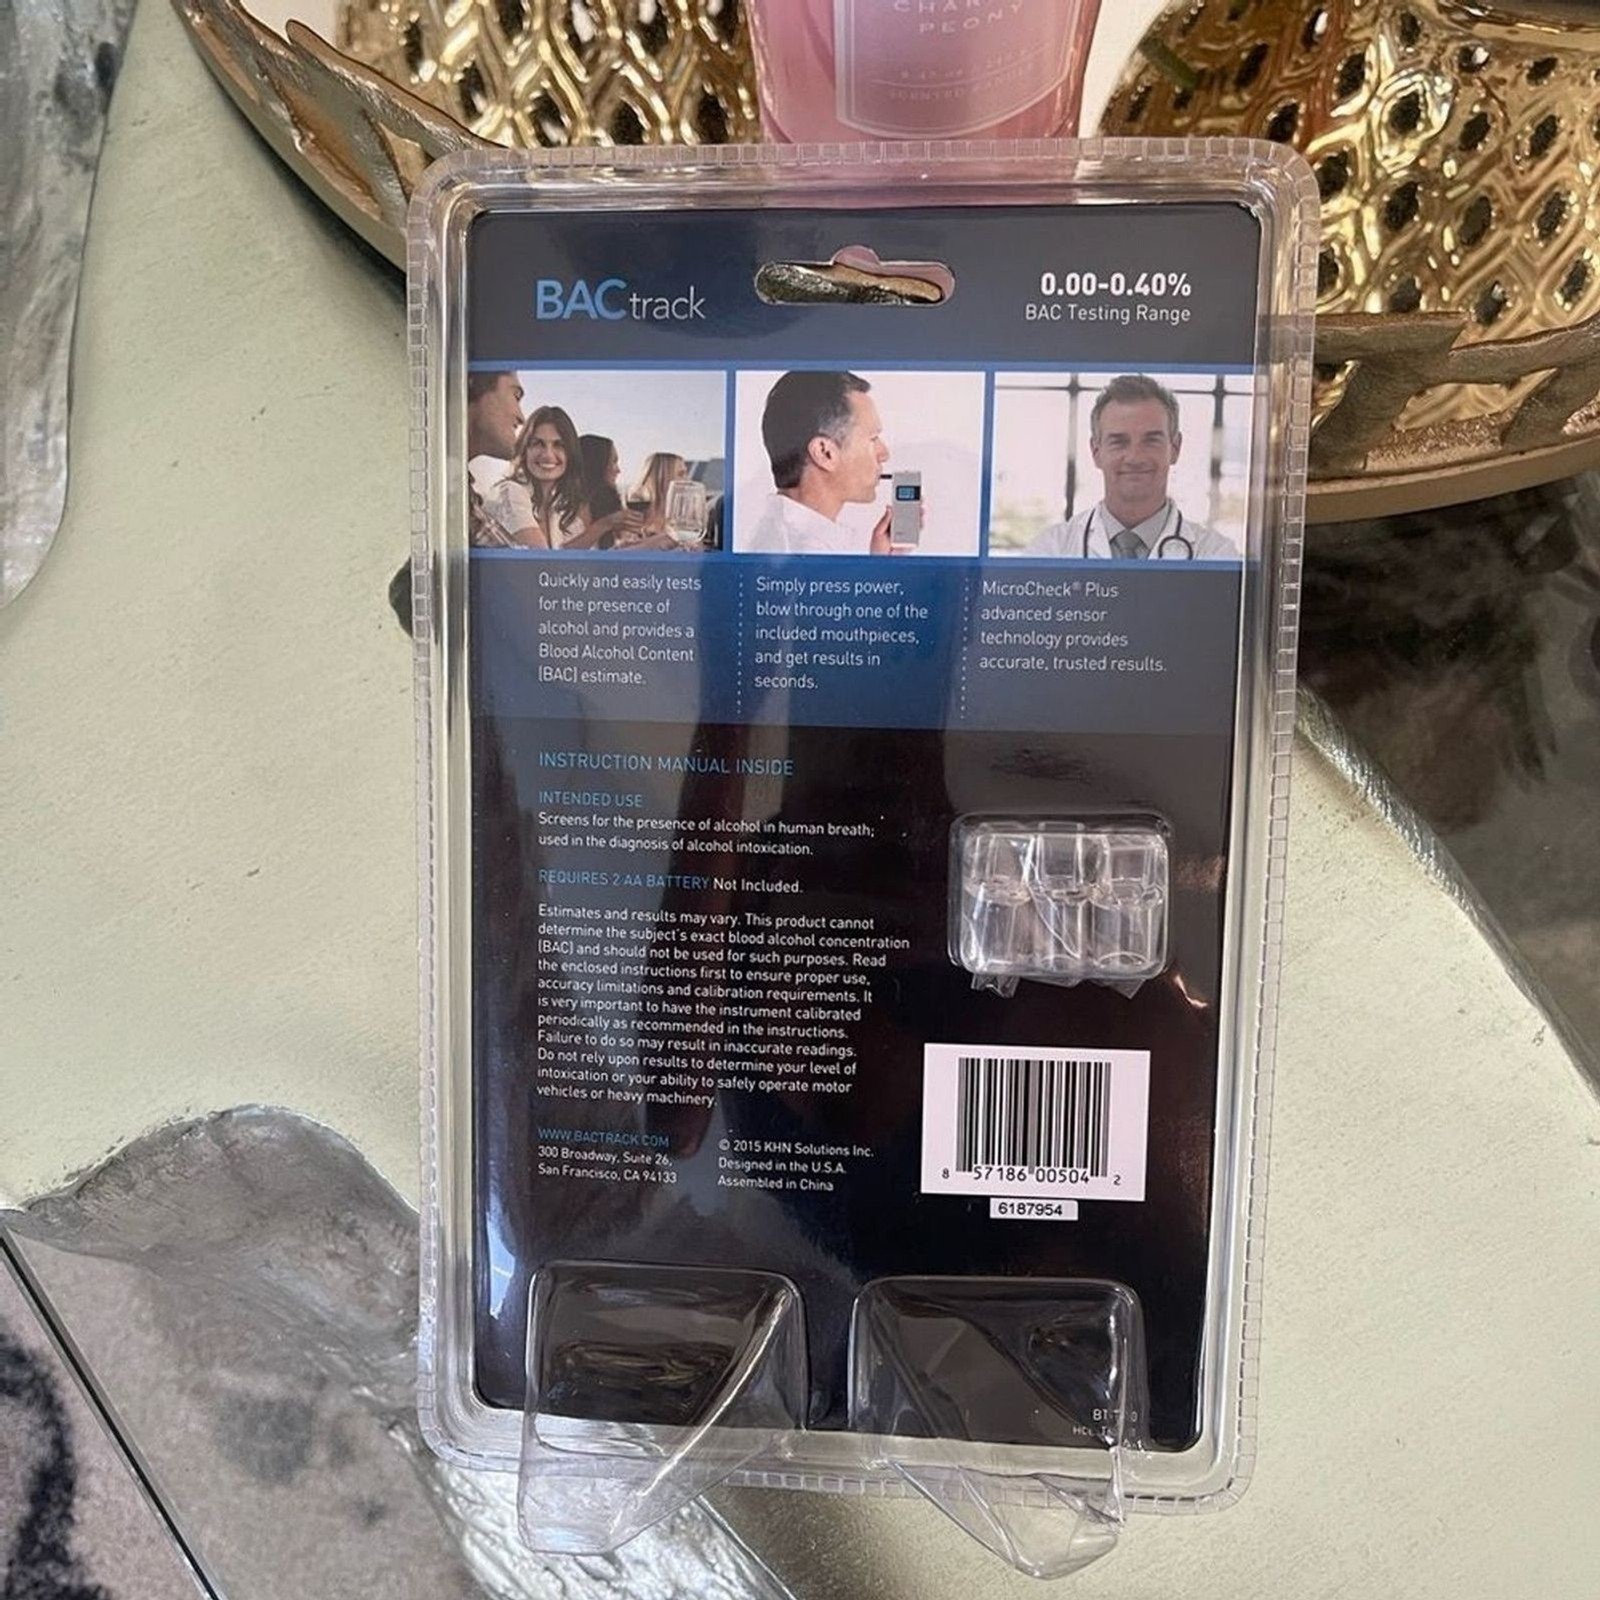 PEONY
BACtrack
0.00-0.40%
BAC Testing Range
Quickly and easily tests
for the presence of
alcohol and provides a
Blood Alcohol Content
(BAC) estimate.
Simply press power,
blow through one of the
included mouthpieces,
and get results in
seconds.
MicroCheck® Plus
advanced sensor
technology provides
accurate, trusted results.
INSTRUCTION MANUAL INSIDE
INTENDED USE
Screens for the presence of alcohol in human breath;
used in the diagnosis of alcohol intoxication.
REQUIRES 2 AA BATTERY Not Included.
Estimates and results may vary. This product cannot
determine the subject's exact blood alcohol concentration
(BAC) and should not be used for such purposes. Read
the enclosed instructions first to ensure proper use,
accuracy limitations and calibration requirements. It
is very important to have the instrument calibrated
periodically as recommended in the instructions.
Failure to do so may result in inaccurate readings.
Do not rely upon results to determine your level of
intoxication or your ability to safely operate motor
vehicles or heavy machinery.
WWW.BACTRACK.COM
300 Broadway, Suite 26,
San Francisco, CA 94133
© 2015 KHN Solutions Inc.
Designed in the U.S.A.
Assembled in China
8 57186 00504 2
6187954